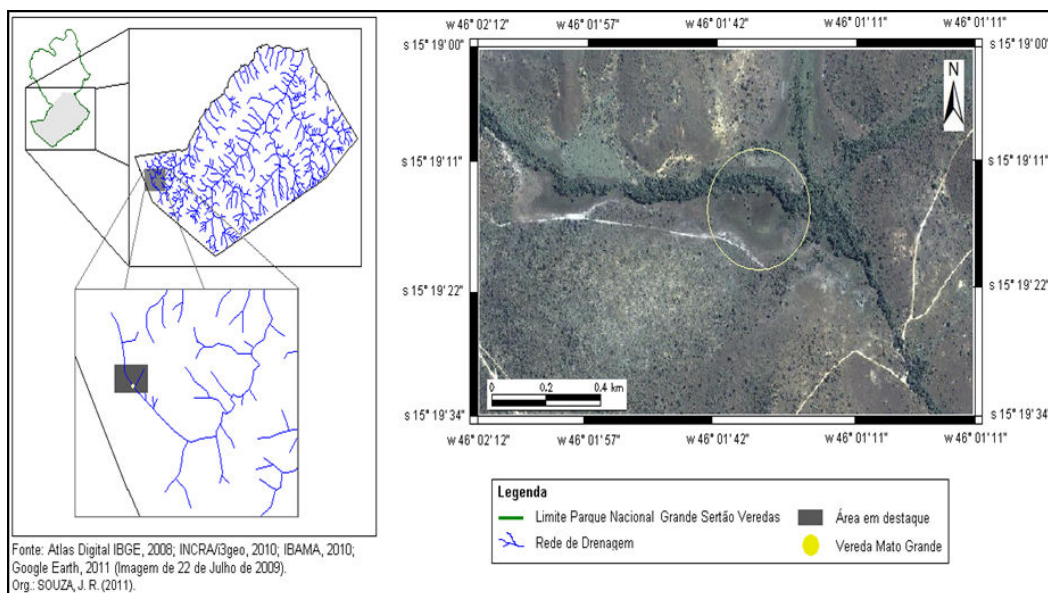 w 46° 02' 12" w 46° 01'57" w 46° 01'42" w 46° 01'11" w 46° 01'11"
s 15° 19' 00" s 15° 19' 00"
N
s 15° 19'11" s 15° 19'11"
s 15° 19'22" s 15° 19'22"
0 0.2 0.4 km
s 15° 19'34" s 15° 19'34"
w 46° 02' 12" w 46° 01'57" w 46° 01'42" w 46° 01'11" w 46° 01'11"
Legenda
Limite Parque Nacional Grande Sertão Veredas
Área em destaque
Rede de Drenagem
Vereda Mato Grande
Fonte: Atlas Digital IBGE, 2008; INCRA/i3geo, 2010; IBAMA, 2010;
Google Earth, 2011 (Imagem de 22 de Julho de 2009).
Org.: SOUZA, J. R. (2011).